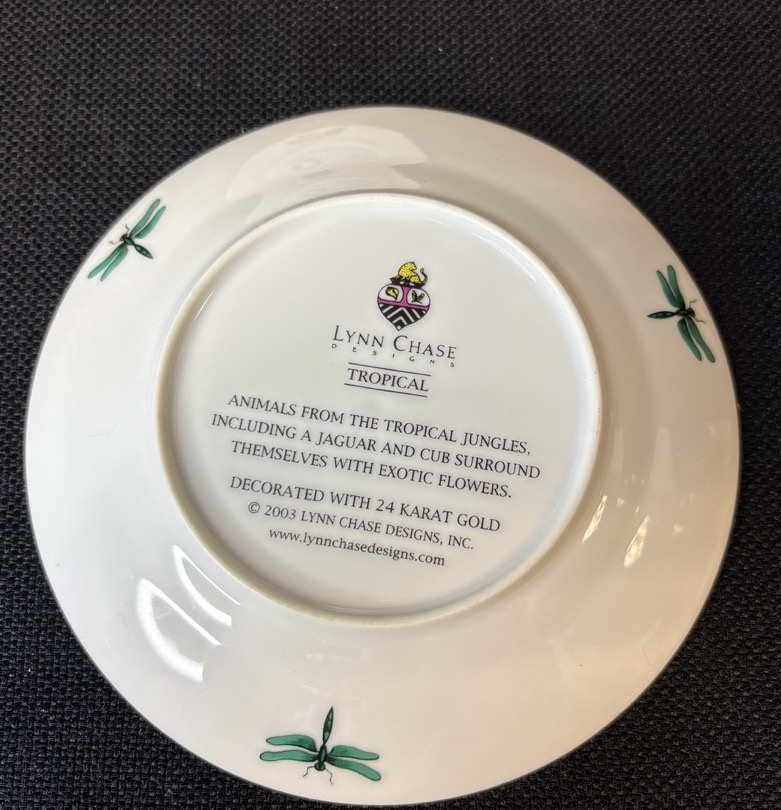 LYNN CHASE
DESIGNS
TROPICAL
ANIMALS FROM THE TROPICAL JUNGLES,
INCLUDING A JAGUAR AND CUB SURROUND
THEMSELVES WITH EXOTIC FLOWERS.
DECORATED WITH 24 KARAT GOLD
© 2003 LYNN CHASE DESIGNS, INC.
www.lynnchasedesigns.com